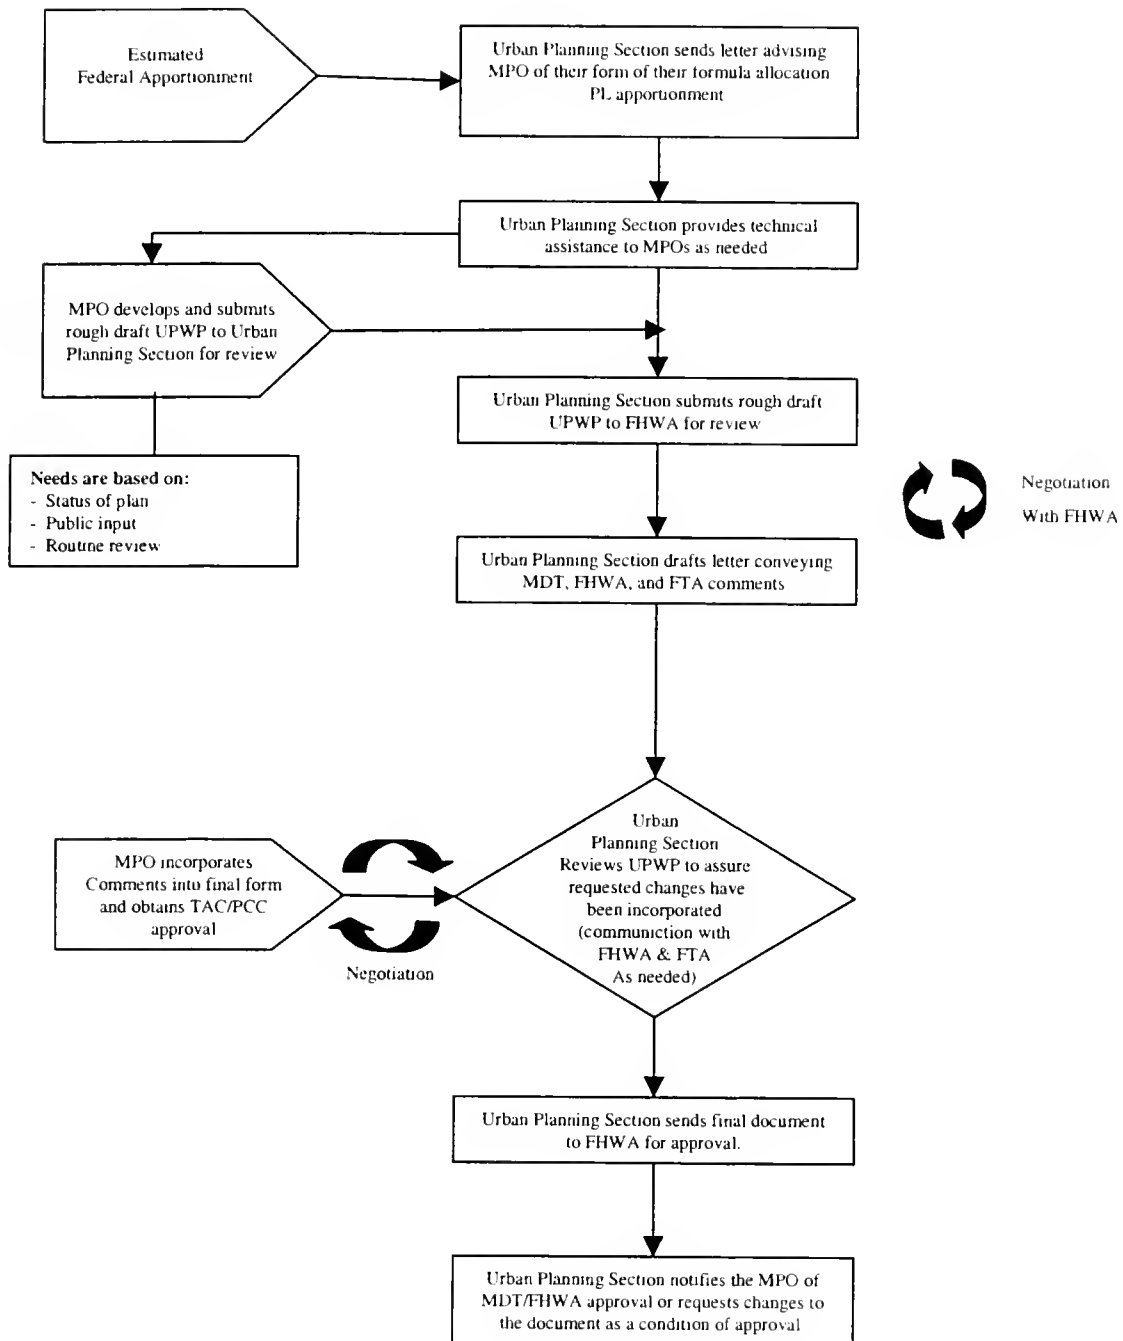 Estimated
Federal Apportionment
Urban Planning Section sends letter advising
MPO of their form of their formula allocation
PL apportionment
Urban Planning Section provides technical
assistance to MPOs as needed
MPO develops and submits
rough draft UPWP to Urban
Planning Section for review
Urban Planning Section submits rough draft
UPWP to FHWA for review
Needs are based on:
- Status of plan
- Public input
- Routine review
Negotiation
With FHWA
Urban Planning Section drafts letter conveying
MDT, FHWA, and FTA comments
Urban
Planning Section
Reviews UPWP to assure
requested changes have
been incorporated
(communiction with
FHWA & FTA
As needed)
MPO incorporates
Comments into final form
and obtains TAC/PCC
approval
Negotiation
Urban Planning Section sends final document
to FHWA for approval.
Urban Planning Section notifies the MPO of
MDT/FHWA approval or requests changes to
the document as a condition of approval